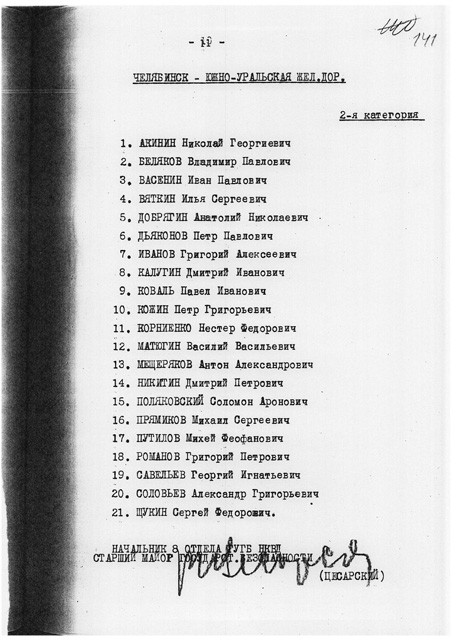 141
- 19 -
ЧЕЛЯБИНСК - ЮЖНО-УРАЛЬСКАЯ ЖЕЛ.ДОР.
2-я категория
1. АКИНИН Николай Георгиевич
2. БЕЛЯКОВ Владимир Павлович
3. ВАСЕНИН Иван Павлович
4. ВЯТКИН Илья Сергеевич
5. ДОБРЯГИН Анатолий Николаевич
6. ДЬЯКОНОВ Петр Павлович
7. ИВАНОВ Григорий Алексеевич
8. КАЛУГИН Дмитрий Иванович
9. КОВАЛЬ Павел Иванович
10. КОЖИН Петр Григорьевич
11. КОРНИЕНКО Нестер Федорович
12. МАТЮГИН Василий Васильевич
13. МЕЩЕРЯКОВ Антон Александрович
14. НИКИТИН Дмитрий Петрович
15. ПОЛЯКОВСКИЙ Соломон Аронович
16. ПРЯМИКОВ Михаил Сергеевич
17. ПУТИЛОВ Михей Феофанович
18. РОМАНОВ Григорий Петрович
19. САВЕЛЬЕВ Георгий Игнатьевич
20. СОЛОВЬЕВ Александр Григорьевич
21. ЩУКИН Сергей Федорович.
НАЧАЛЬНИК 8 ОТДЕЛА ГУГБ НКВД
СТАРШИЙ МАЙОР ГОСУДАРСТ.БЕЗОПАСНОСТИ
(ЦЕСАРСКИЙ)